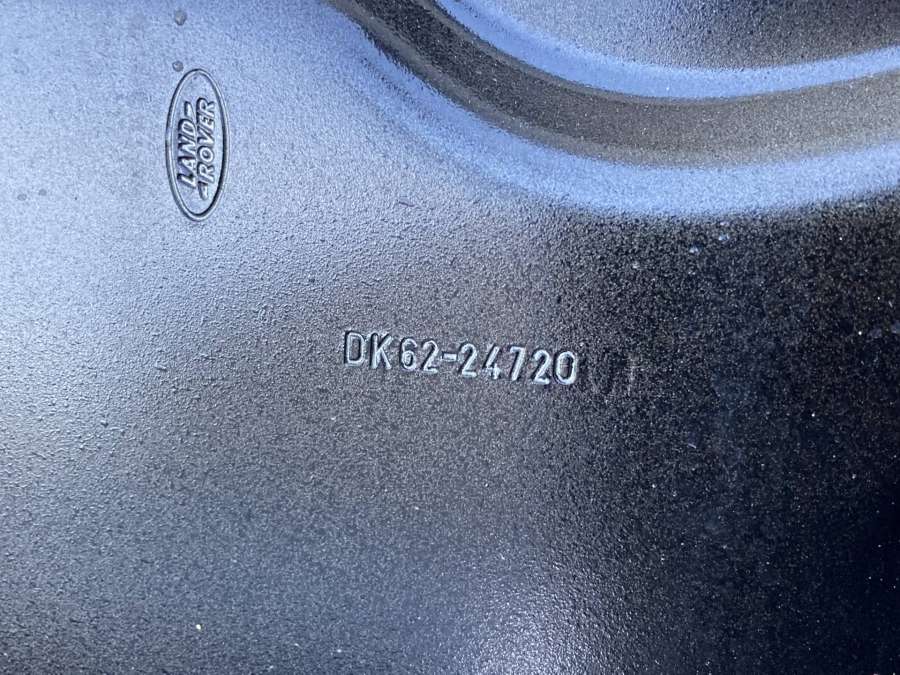 LAND-
-ROVER
DK62-24720